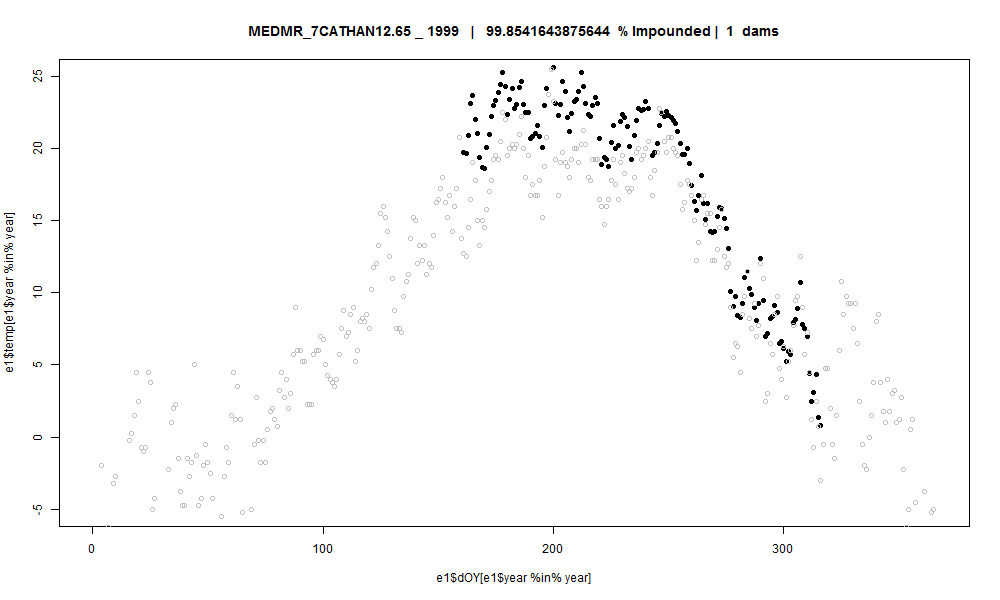 MEDMR_7CATHAN12.65 _ 1999 | 99.8541643875644 % Impounded | 1 dams
e1$temp[e1$year %in% year]
25
20
15
10
5
0
-5
0 100 200 300
e1$dOY[e1$year %in% year]